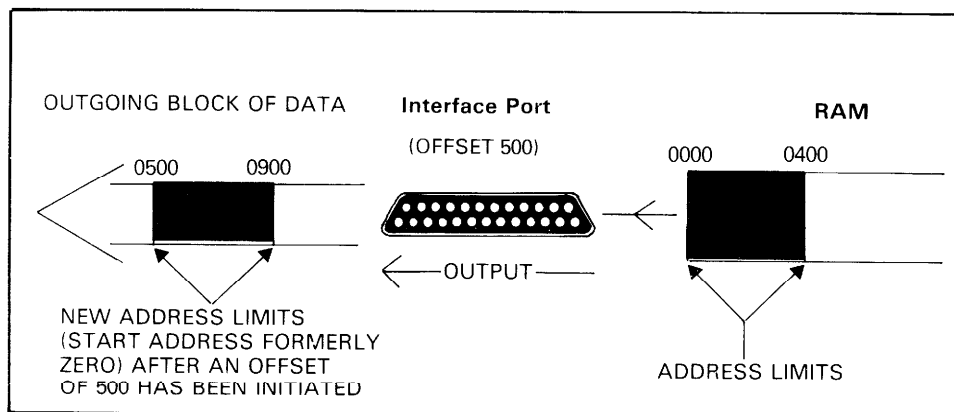 OUTGOING BLOCK OF DATA
Interface Port
(OFFSET 500)
RAM
0500 0900
0000 0400
OUTPUT
NEW ADDRESS LIMITS
(START ADDRESS FORMERLY
ZERO) AFTER AN OFFSET
OF 500 HAS BEEN INITIATED
ADDRESS LIMITS